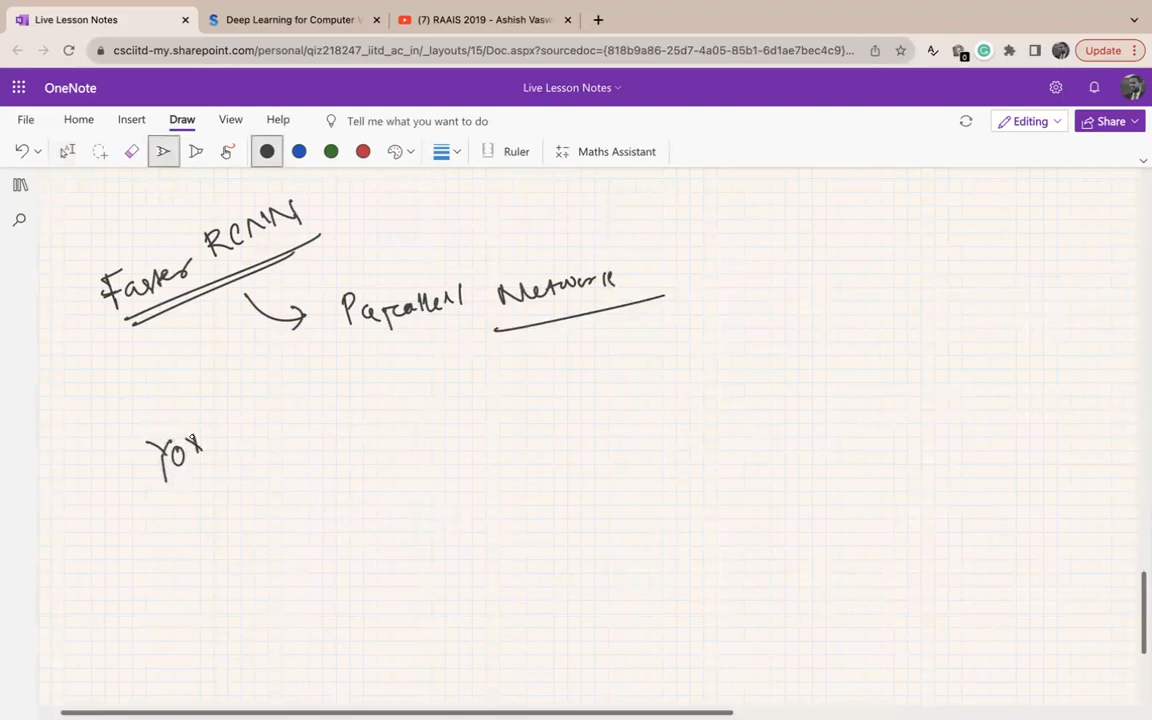 Live Lesson Notes
Deep Learning for Computer V
(7) RAAIS 2019 - Ashish Vasw
csciitd-my.sharepoint.com/personal/qiz218247_iitd_ac_in/_layouts/15/Doc.aspx?sourcedoc={818b9a86-25d7-4a05-85b1-6d1ae7bec4c9}...
0
Update
OneNote
Live Lesson Notes
File Home Insert Draw View Help Tell me what you want to do
Editing Share
Ruler Maths Assistant
Faster RCNN
Network